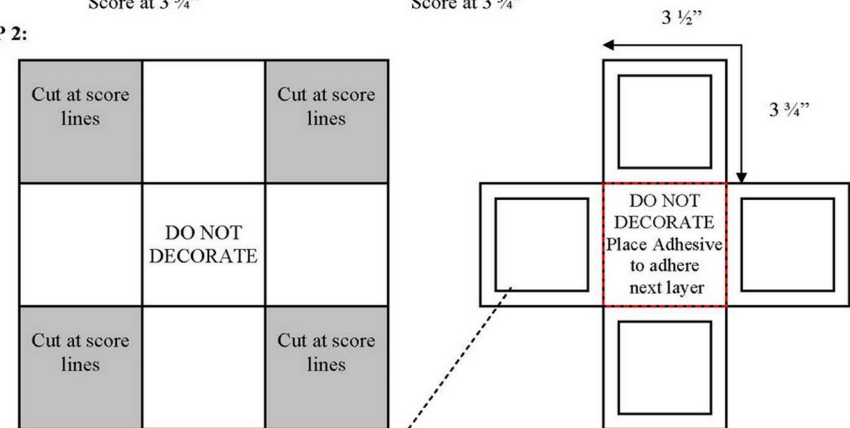 Score at 3 ¾”
Score at 3 ¾”
P 2:
3 ½”
Cut at score
lines
Cut at score
lines
3 ¾”
DO NOT
DECORATE
DO NOT
DECORATE
Place Adhesive
to adhere
next layer
Cut at score
lines
Cut at score
lines